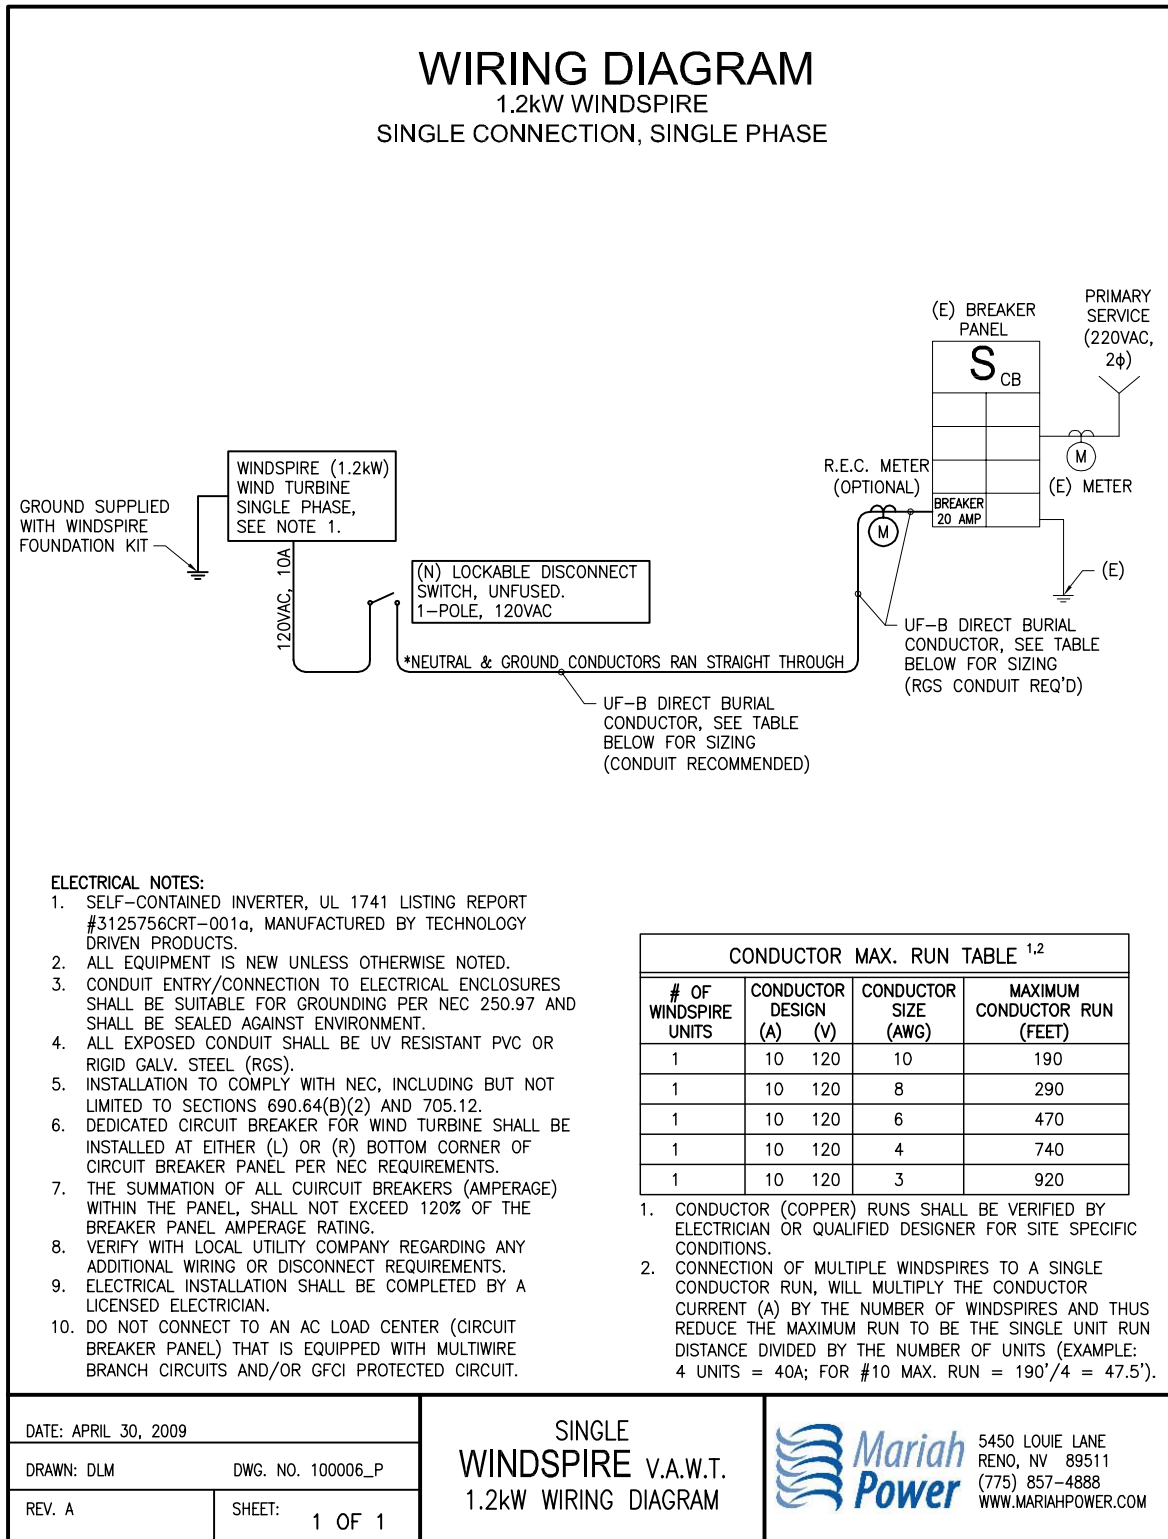 WIRING DIAGRAM
1.2kW WINDSPIRE
SINGLE CONNECTION, SINGLE PHASE
PRIMARY
SERVICE
(220VAC,
2ϕ)
(E) BREAKER
PANEL
S CB
WINDSPIRE (1.2kW)
WIND TURBINE
SINGLE PHASE,
SEE NOTE 1.
R.E.C. METER
(OPTIONAL)
M
(E) METER
BREAKER
20 AMP
M
GROUND SUPPLIED
WITH WINDSPIRE
FOUNDATION KIT
120VAC, 10A
(N) LOCKABLE DISCONNECT
SWITCH, UNFUSED.
1-POLE, 120VAC
(E)
*NEUTRAL & GROUND CONDUCTORS RAN STRAIGHT THROUGH
UF-B DIRECT BURIAL
CONDUCTOR, SEE TABLE
BELOW FOR SIZING
(RGS CONDUIT REQ'D)
UF-B DIRECT BURIAL
CONDUCTOR, SEE TABLE
BELOW FOR SIZING
(CONDUIT RECOMMENDED)
ELECTRICAL NOTES:
1. SELF-CONTAINED INVERTER, UL 1741 LISTING REPORT
#3125756CRT-001a, MANUFACTURED BY TECHNOLOGY
DRIVEN PRODUCTS.
2. ALL EQUIPMENT IS NEW UNLESS OTHERWISE NOTED.
3. CONDUIT ENTRY/CONNECTION TO ELECTRICAL ENCLOSURES
SHALL BE SUITABLE FOR GROUNDING PER NEC 250.97 AND
SHALL BE SEALED AGAINST ENVIRONMENT.
4. ALL EXPOSED CONDUIT SHALL BE UV RESISTANT PVC OR
RIGID GALV. STEEL (RGS).
5. INSTALLATION TO COMPLY WITH NEC, INCLUDING BUT NOT
LIMITED TO SECTIONS 690.64(B)(2) AND 705.12.
6. DEDICATED CIRCUIT BREAKER FOR WIND TURBINE SHALL BE
INSTALLED AT EITHER (L) OR (R) BOTTOM CORNER OF
CIRCUIT BREAKER PANEL PER NEC REQUIREMENTS.
7. THE SUMMATION OF ALL CUIRCUIT BREAKERS (AMPERAGE)
WITHIN THE PANEL, SHALL NOT EXCEED 120% OF THE
BREAKER PANEL AMPERAGE RATING.
8. VERIFY WITH LOCAL UTILITY COMPANY REGARDING ANY
ADDITIONAL WIRING OR DISCONNECT REQUIREMENTS.
9. ELECTRICAL INSTALLATION SHALL BE COMPLETED BY A
LICENSED ELECTRICIAN.
10. DO NOT CONNECT TO AN AC LOAD CENTER (CIRCUIT
BREAKER PANEL) THAT IS EQUIPPED WITH MULTIWIRE
BRANCH CIRCUITS AND/OR GFCI PROTECTED CIRCUIT.
CONDUCTOR MAX. RUN TABLE 1,2
# OF WINDSPIRE UNITS CONDUCTOR DESIGN (A) (V) CONDUCTOR SIZE (AWG) MAXIMUM CONDUCTOR RUN (FEET)
1 10 120 10 190
1 10 120 8 290
1 10 120 6 470
1 10 120 4 740
1 10 120 3 920
1. CONDUCTOR (COPPER) RUNS SHALL BE VERIFIED BY
ELECTRICIAN OR QUALIFIED DESIGNER FOR SITE SPECIFIC
CONDITIONS.
2. CONNECTION OF MULTIPLE WINDSPIRES TO A SINGLE
CONDUCTOR RUN, WILL MULTIPLY THE CONDUCTOR
CURRENT (A) BY THE NUMBER OF WINDSPIRES AND THUS
REDUCE THE MAXIMUM RUN TO BE THE SINGLE UNIT RUN
DISTANCE DIVIDED BY THE NUMBER OF UNITS (EXAMPLE:
4 UNITS = 40A; FOR #10 MAX. RUN = 190'/4 = 47.5').
DATE: APRIL 30, 2009
DRAWN: DLM DWG. NO. 100006_P
REV. A SHEET: 1 OF 1
SINGLE
WINDSPIRE V.A.W.T.
1.2kW WIRING DIAGRAM
Mariah
Power
5450 LOUIE LANE
RENO, NV 89511
(775) 857-4888
WWW.MARIAHPOWER.COM